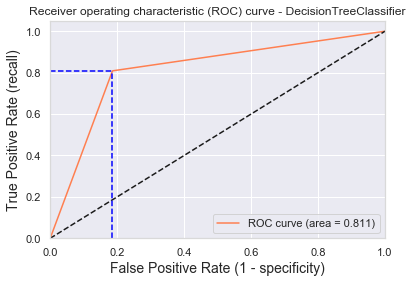 Receiver operating characteristic (ROC) curve - DecisionTreeClassifier
1.0
0.8
0.6
0.4
0.2
0.0
True Positive Rate (recall)
ROC curve (area = 0.811)
0.0 0.2 0.4 0.6 0.8 1.0
False Positive Rate (1 - specificity)